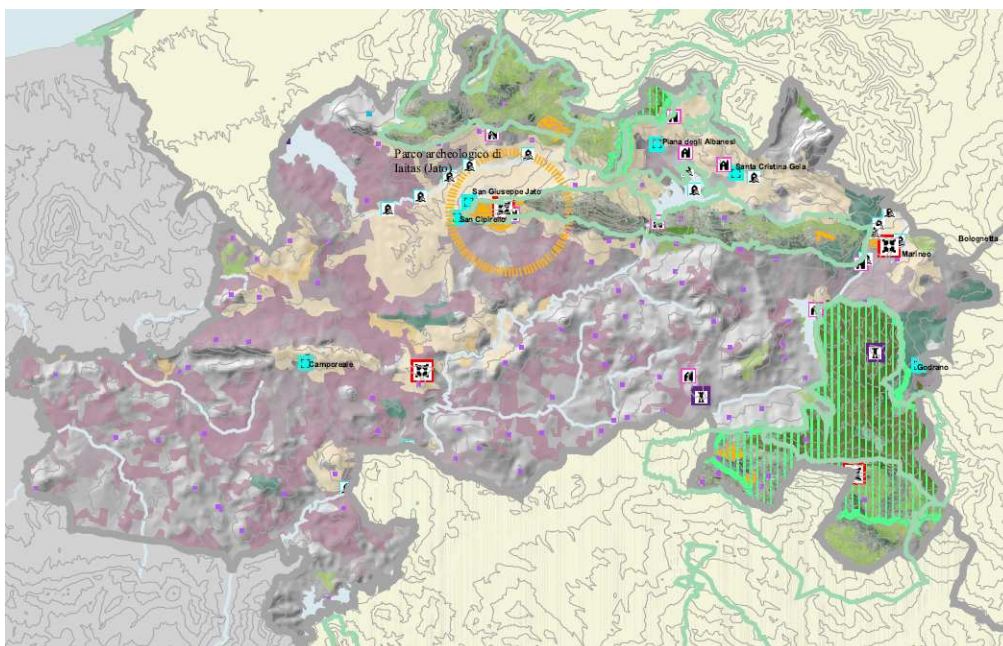 Piana degli Albanesi
Parco archeologico di
Iaitas (Jato)
Santa Cristina Gela
San Giuseppe Jato
San Cipirello
Bolognetta
Marineo
Camporeale
Godrano